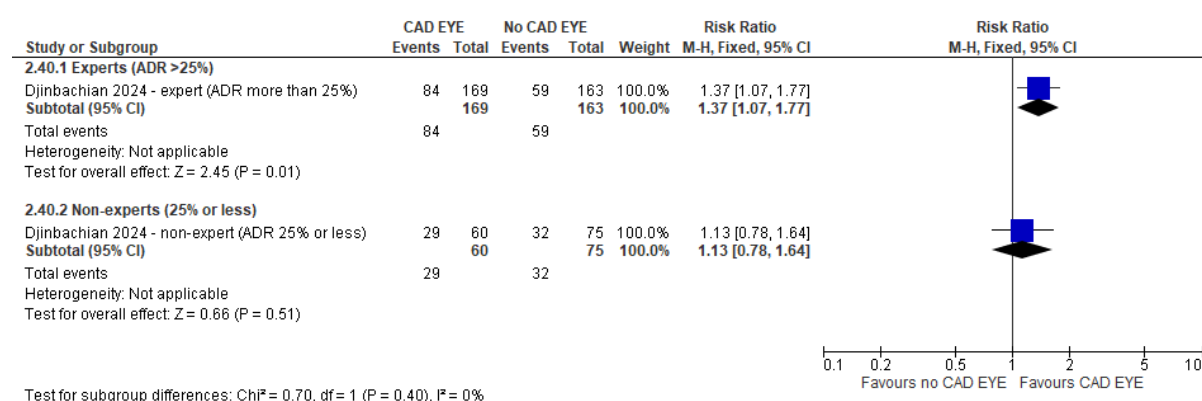 CAD EYE No CAD EYE Risk Ratio Risk Ratio
Study or Subgroup Events Total Events Total Weight M-H, Fixed, 95% CI M-H, Fixed, 95% CI
2.40.1 Experts (ADR >25%)
Djinbachian 2024 - expert (ADR more than 25%) 84 169 59 163 100.0% 1.37 [1.07, 1.77]
Subtotal (95% CI) 169 163 100.0% 1.37 [1.07, 1.77]
Total events 84 59
Heterogeneity: Not applicable
Test for overall effect: Z = 2.45 (P = 0.01)
2.40.2 Non-experts (25% or less)
Djinbachian 2024 - non-expert (ADR 25% or less) 29 60 32 75 100.0% 1.13 [0.78, 1.64]
Subtotal (95% CI) 60 75 100.0% 1.13 [0.78, 1.64]
Total events 29 32
Heterogeneity: Not applicable
Test for overall effect: Z = 0.66 (P = 0.51)
0.1 0.2 0.5 1 2 5 10
Favours no CAD EYE Favours CAD EYE
Test for subgroup differences: Chi² = 0.70, df = 1 (P = 0.40), I² = 0%